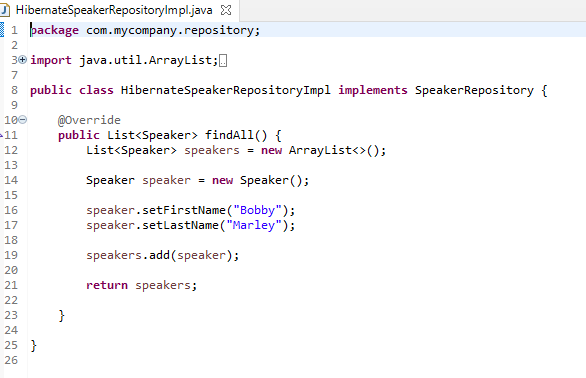 HibernateSpeakerRepositoryImpl.java
1 package com.mycompany.repository;
2
3 import java.util.ArrayList;
7
8 public class HibernateSpeakerRepositoryImpl implements SpeakerRepository {
9
10 @Override
11 public List<Speaker> findAll() {
12 List<Speaker> speakers = new ArrayList<>();
13
14 Speaker speaker = new Speaker();
15
16 speaker.setFirstName("Bobby");
17 speaker.setLastName("Marley");
18
19 speakers.add(speaker);
20
21 return speakers;
22
23 }
24
25 }
26